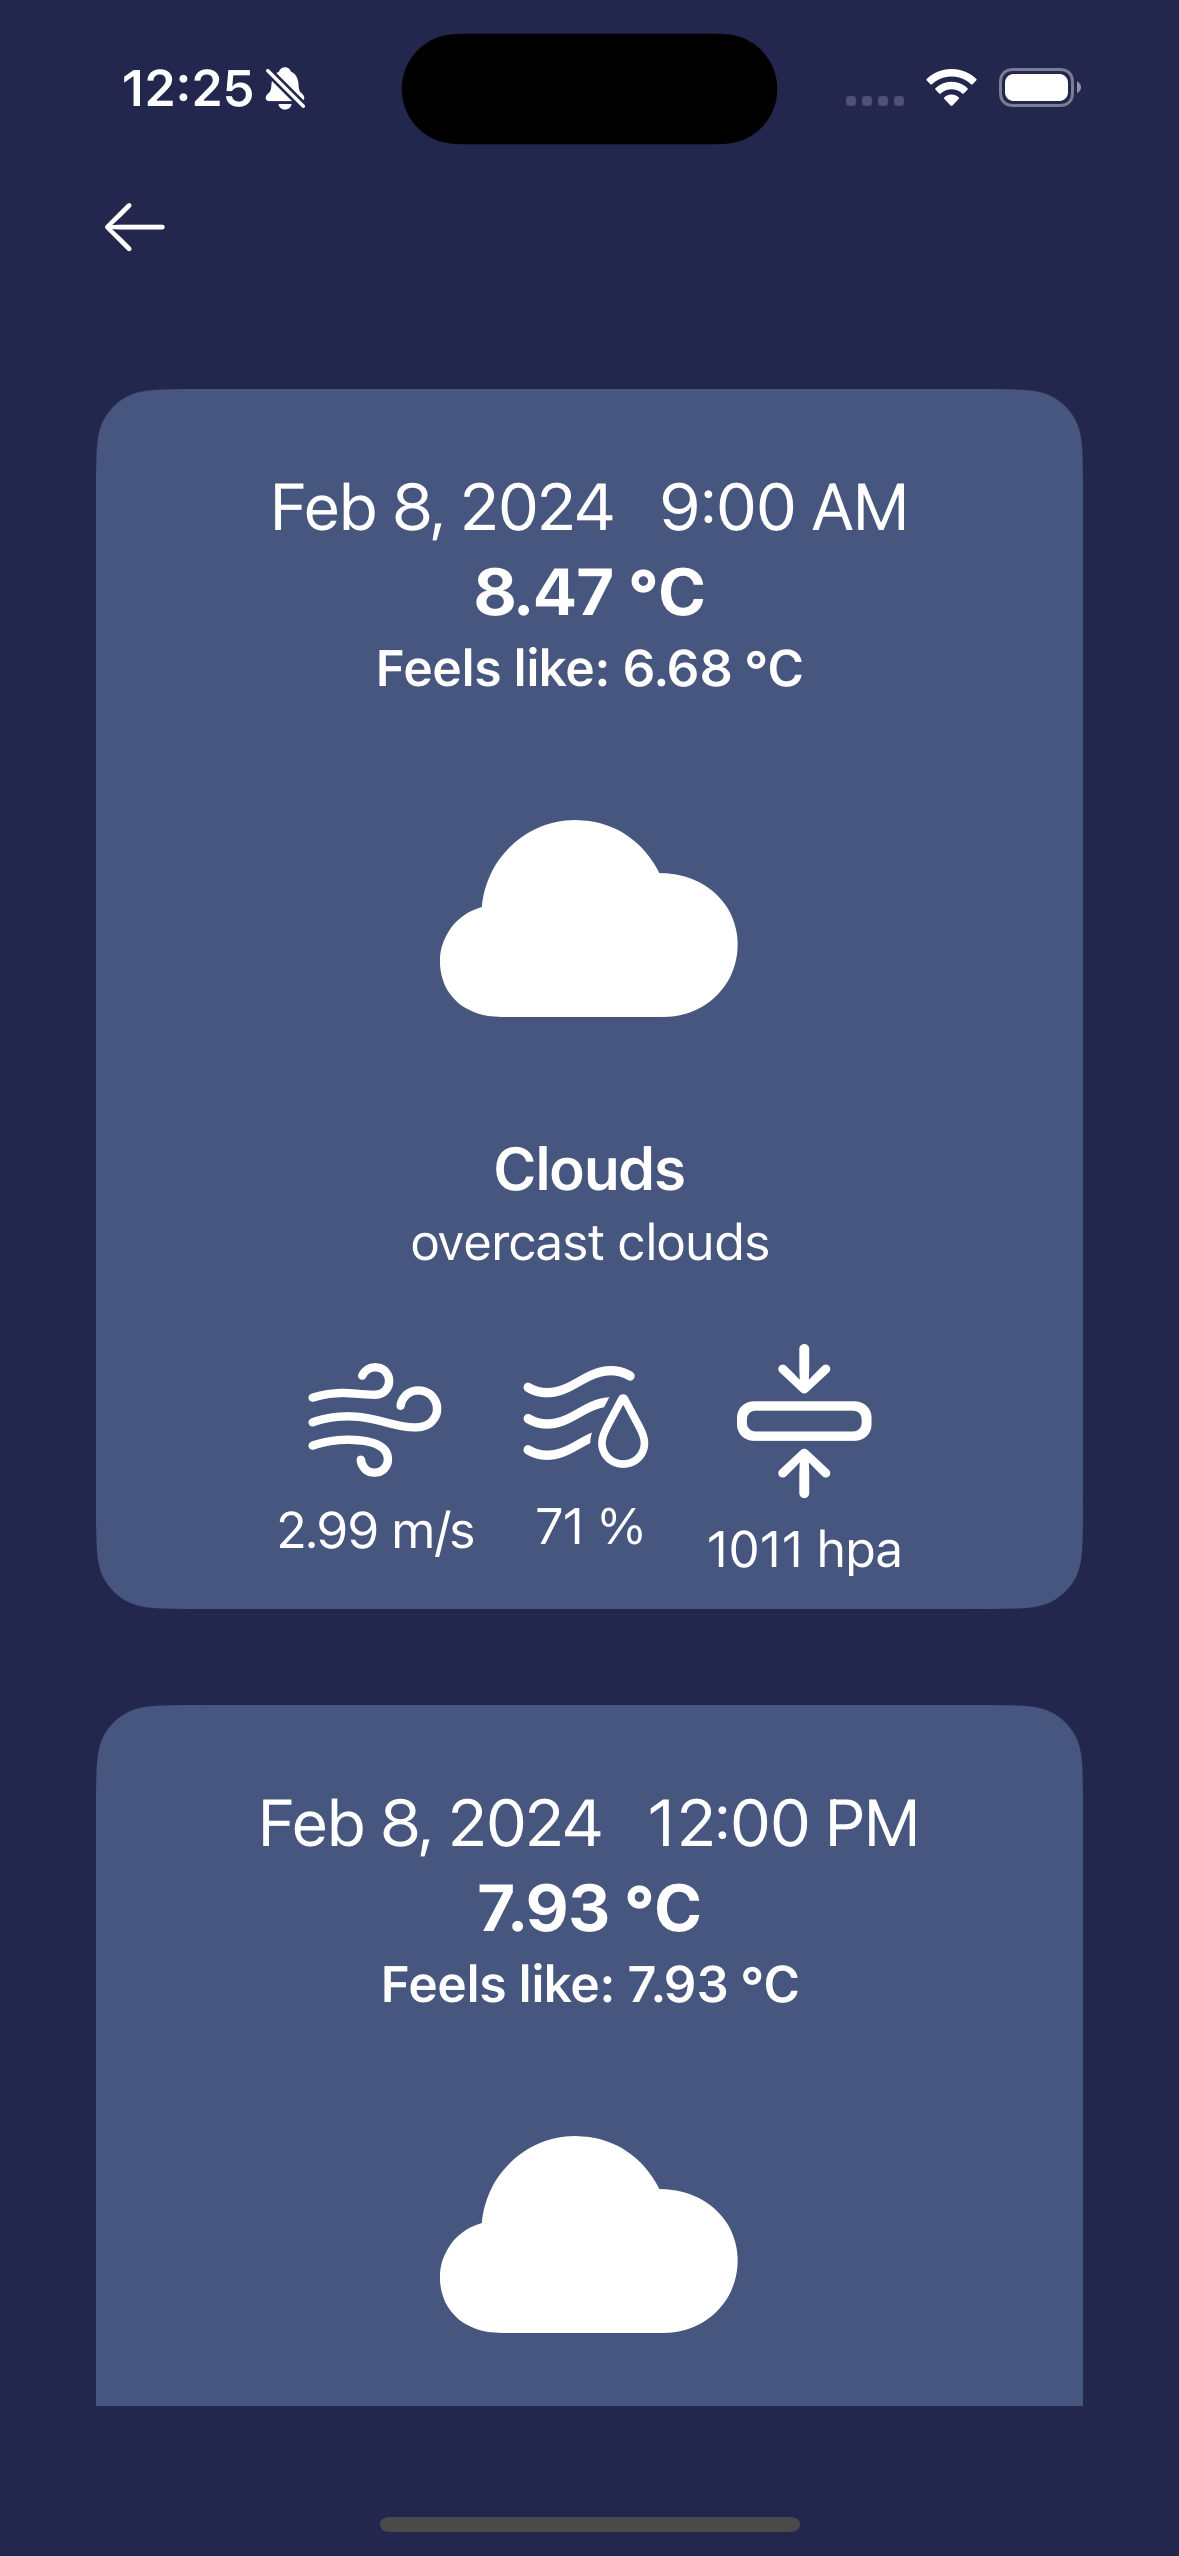 12:25
Feb 8, 2024 9:00 AM
8.47 °C
Feels like: 6.68 °C
Clouds
overcast clouds
2.99 m/s 71 % 1011 hpa
Feb 8, 2024 12:00 PM
7.93 °C
Feels like: 7.93 °C